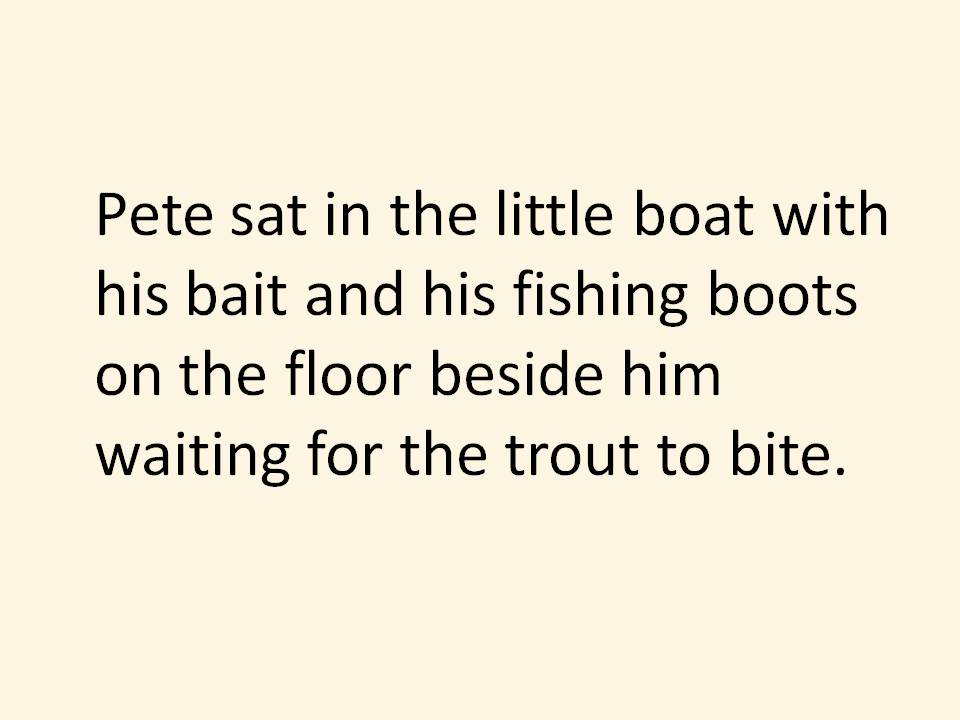 Pete sat in the little boat with
his bait and his fishing boots
on the floor beside him
waiting for the trout to bite.